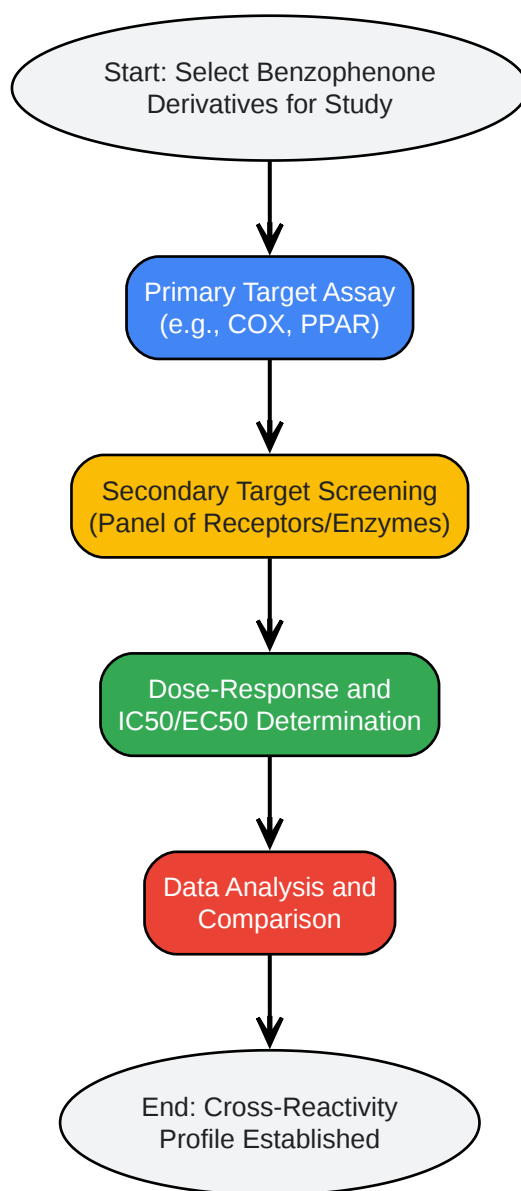 Start: Select Benzophenone
Derivatives for Study
Primary Target Assay
(e.g., COX, PPAR)
Secondary Target Screening
(Panel of Receptors/Enzymes)
Dose-Response and
IC50/EC50 Determination
Data Analysis and
Comparison
End: Cross-Reactivity
Profile Established